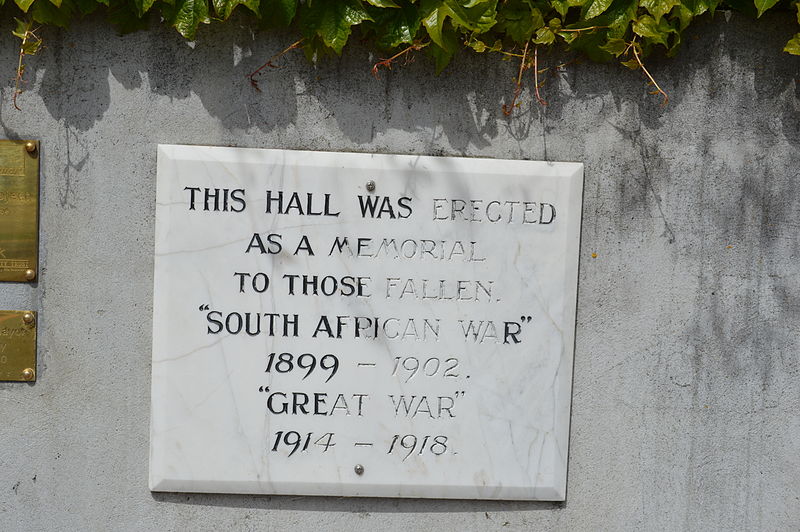 THIS HALL WAS ERECTED
AS A MEMORIAL
TO THOSE FALLEN.
"SOUTH AFRICAN WAR"
1899 – 1902.
"GREAT WAR"
1914 – 1918.